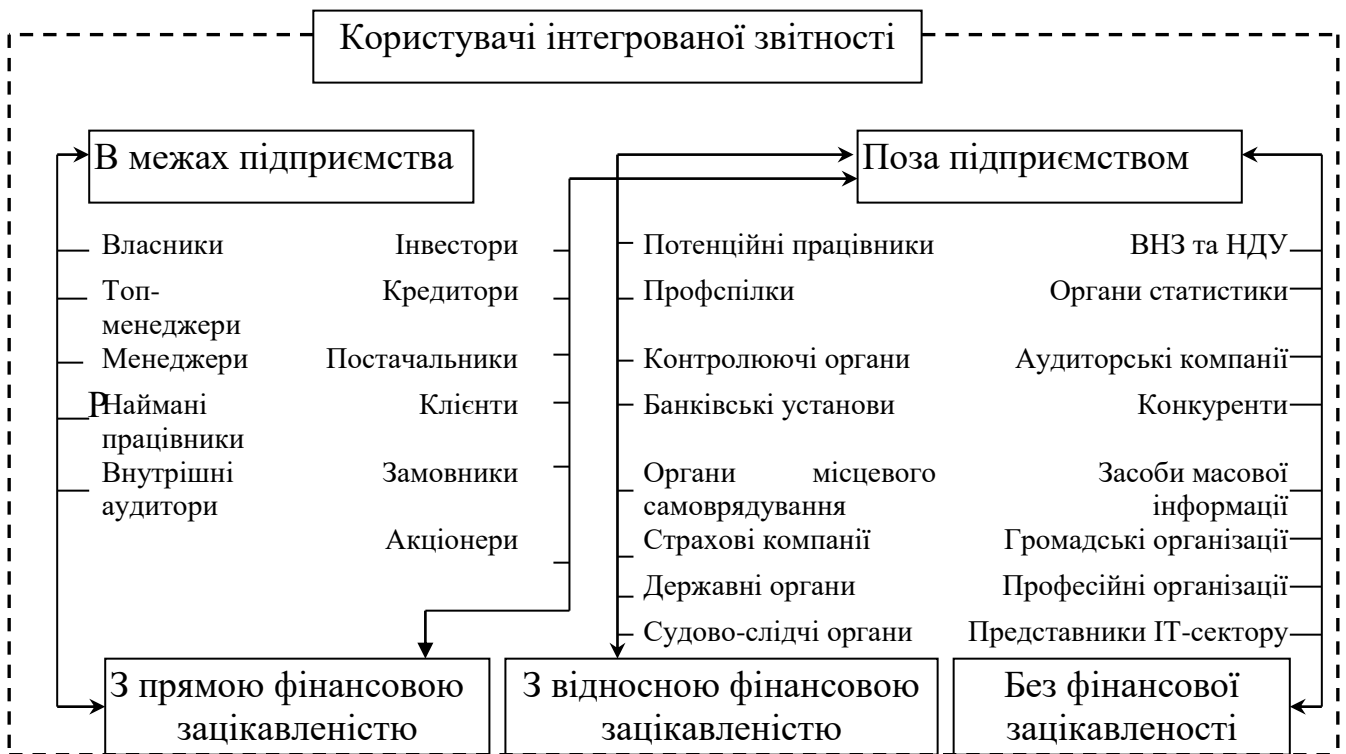 Користувачі інтегрованої звітності
В межах підприємства
Поза підприємством
Власники
Топ-
менеджери
Менеджери
Р
Наймані
працівники
Внутрішні
аудитори
Інвестори
Кредитори
Постачальники
Клієнти
Замовники
Акціонери
Потенційні працівники
Профспілки
Контролюючі органи
Банківські установи
Органи місцевого
самоврядування
Страхові компанії
Державні органи
Судово-слідчі органи
ВНЗ та НДУ
Органи статистики
Аудиторські компанії
Конкуренти
Засоби масової
інформації
Громадські організації
Професійні організації
Представники ІТ-сектору
З прямою фінансовою
зацікавленістю
З відносною фінансовою
зацікавленістю
Без фінансової
зацікавленості